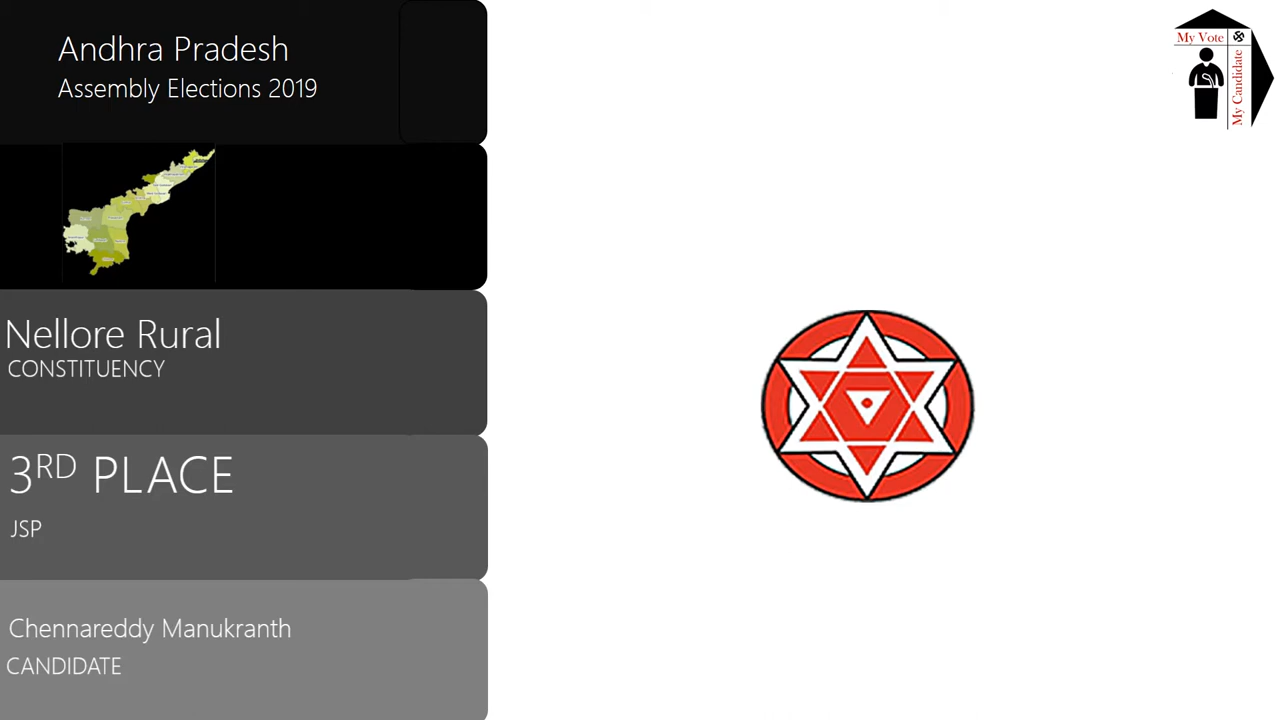 Andhra Pradesh
Assembly Elections 2019
Nellore Rural
CONSTITUENCY
3RD PLACE
JSP
Chennareddy Manukranth
CANDIDATE
My Vote
My Candidate